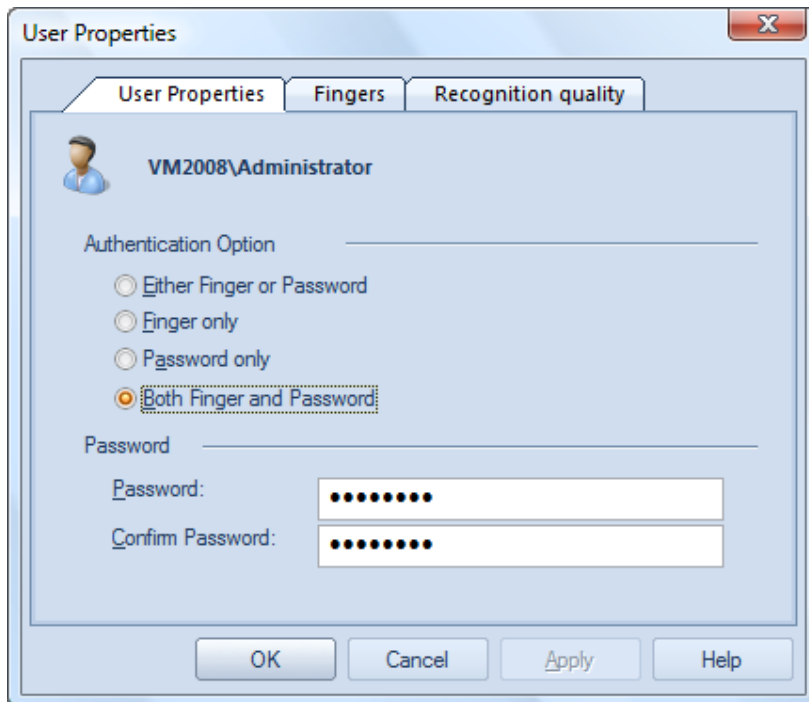 User Properties
User Properties Fingers Recognition quality
VM2008\Administrator
Authentication Option
Either Finger or Password
Finger only
Password only
Both Finger and Password
Password
Password: ••••••••
Confirm Password: ••••••••
OK Cancel Apply Help